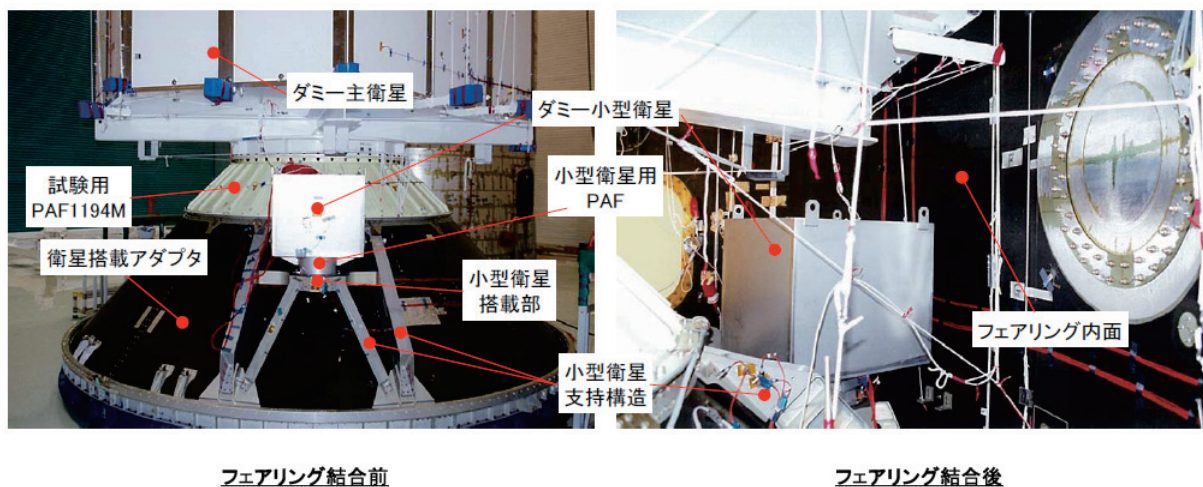 ダミー主衛星
ダミー小型衛星
試験用
PAF1194M
小型衛星用
PAF
衛星搭載アダプタ
小型衛星
搭載部
フェアリング内面
小型衛星
支持構造
フェアリング結合前
フェアリング結合後